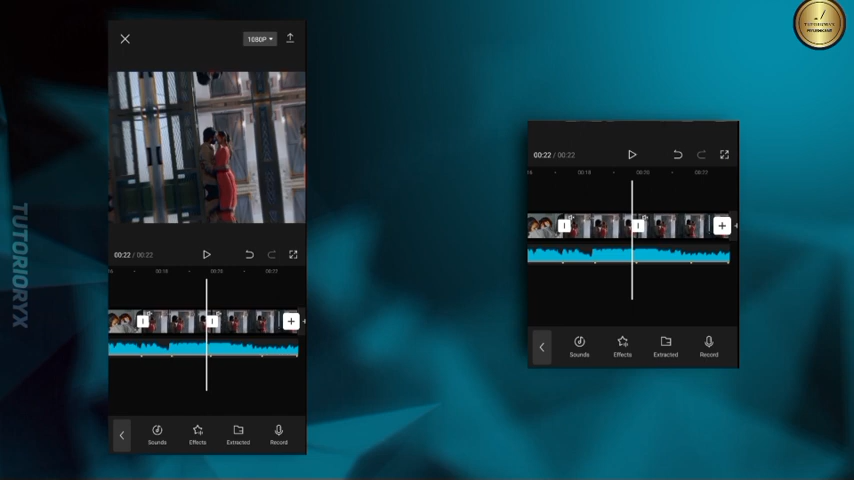 1080P
00:22 / 00:22
00:18
00:20
00:22
Sounds
Effects
Extracted
Record
TUTORIORYX
TUTORIORYX
00:22 / 00:22
00:18
00:20
00:22
Sounds
Effects
Extracted
Record